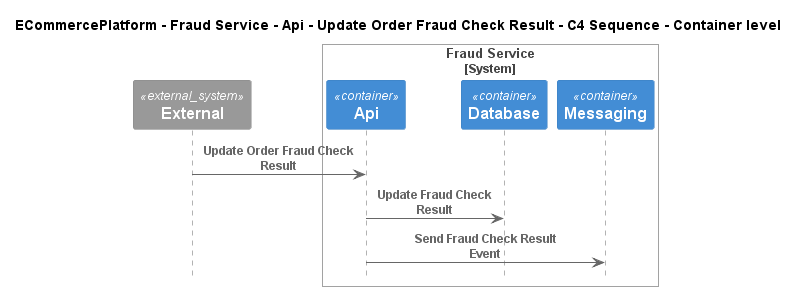 ECommercePlatform - Fraud Service - Api - Update Order Fraud Check Result - C4 Sequence - Container level
Fraud Service
[System]
«external_system»
External
«container»
Api
«container»
Database
«container»
Messaging
Update Order Fraud Check
Result
Update Fraud Check
Result
Send Fraud Check Result
Event